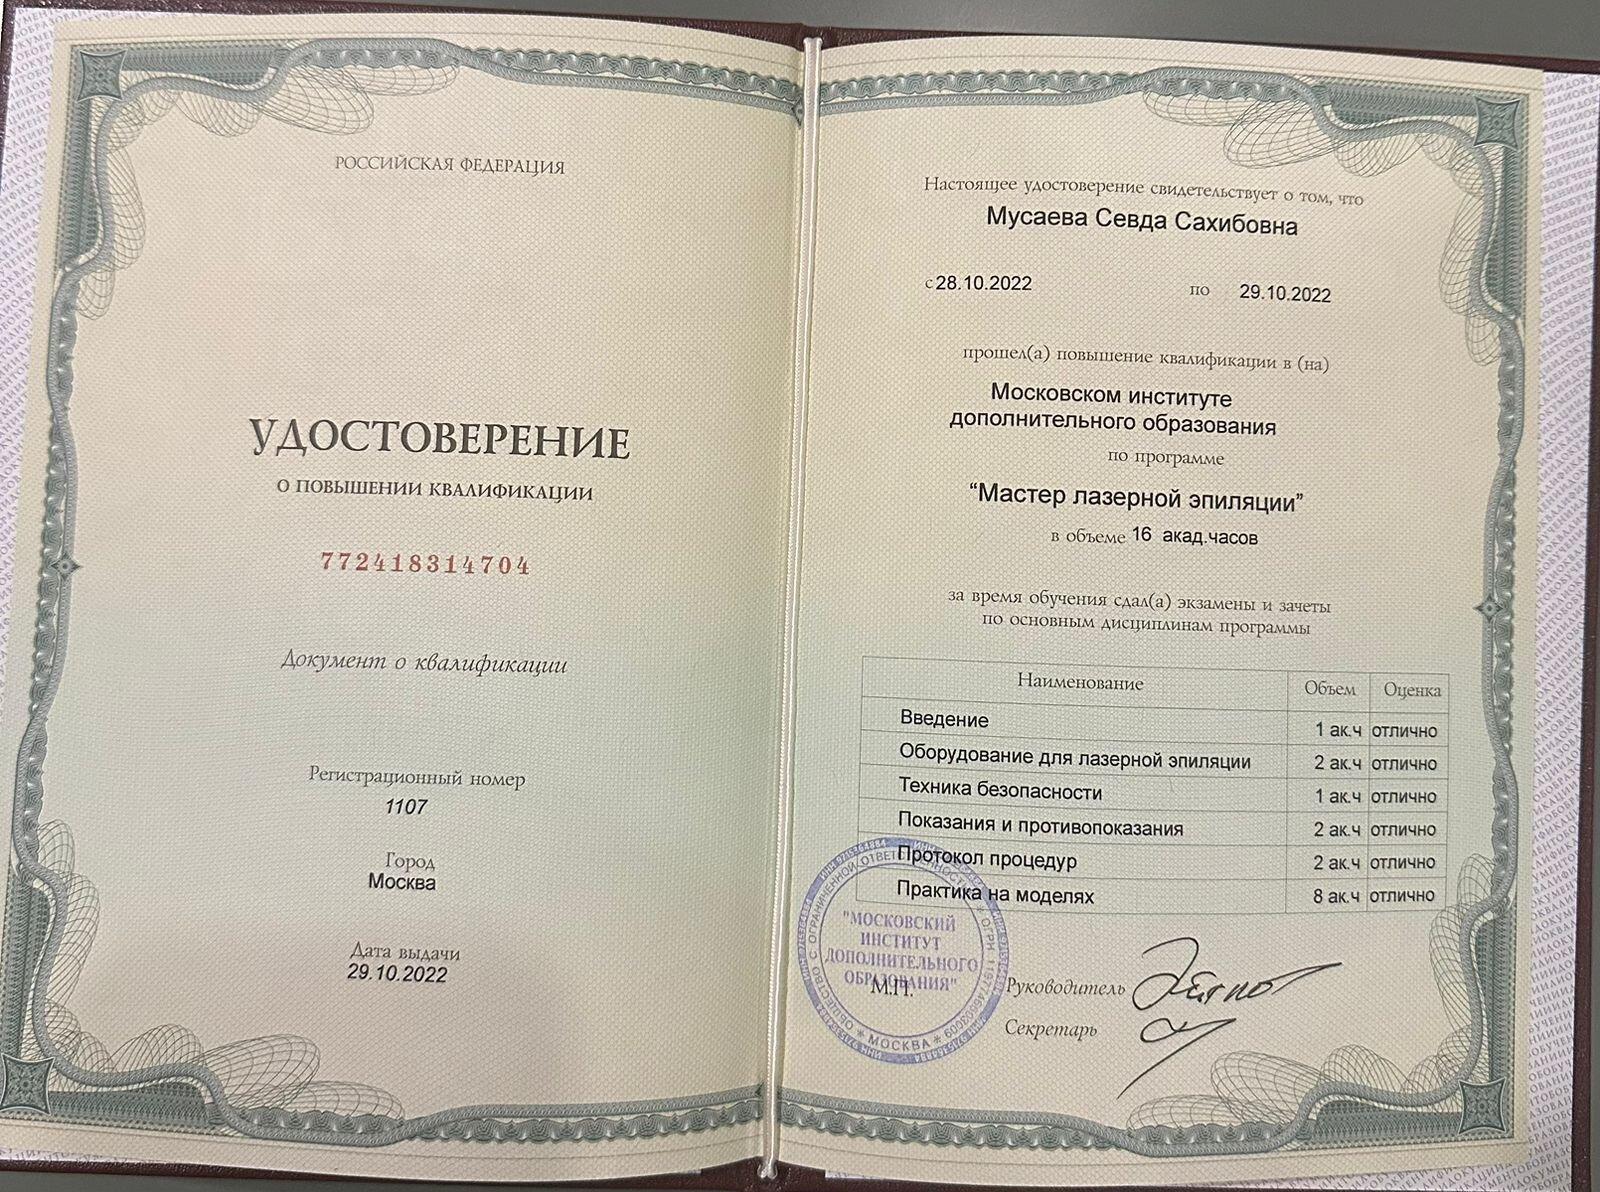 РОССИЙСКАЯ ФЕДЕРАЦИЯ
УДОСТОВЕРЕНИЕ
О ПОВЫШЕНИИ КВАЛИФИКАЦИИ
772418314704
Документ о квалификации
Регистрационный номер
1107
Город
Москва
Дата выдачи
29.10.2022
Настоящее удостоверение свидетельствует о том, что
Мусаева Севда Сахибовна
с 28.10.2022 по 29.10.2022
прошел(а) повышение квалификации в (на)
Московском институте
дополнительного образования
по программе
“Мастер лазерной эпиляции”
в объеме 16 акад.часов
за время обучения сдал(а) экзамены и зачеты
по основным дисциплинам программы
Наименование Объем Оценка
Введение 1 ак.ч отлично
Оборудование для лазерной эпиляции 2 ак.ч отлично
Техника безопасности 1 ак.ч отлично
Показания и противопоказания 2 ак.ч отлично
Протокол процедур 2 ак.ч отлично
Практика на моделях 8 ак.ч отлично
"МОСКОВСКИЙ
ИНСТИТУТ
ДОПОЛНИТЕЛЬНОГО
ОБРАЗОВАНИЯ"
М.П.
ОБЩЕСТВО С ОГРАНИЧЕННОЙ ОТВЕТСТВЕННОСТЬЮ
* МОСКВА *
Руководитель
Секретарь